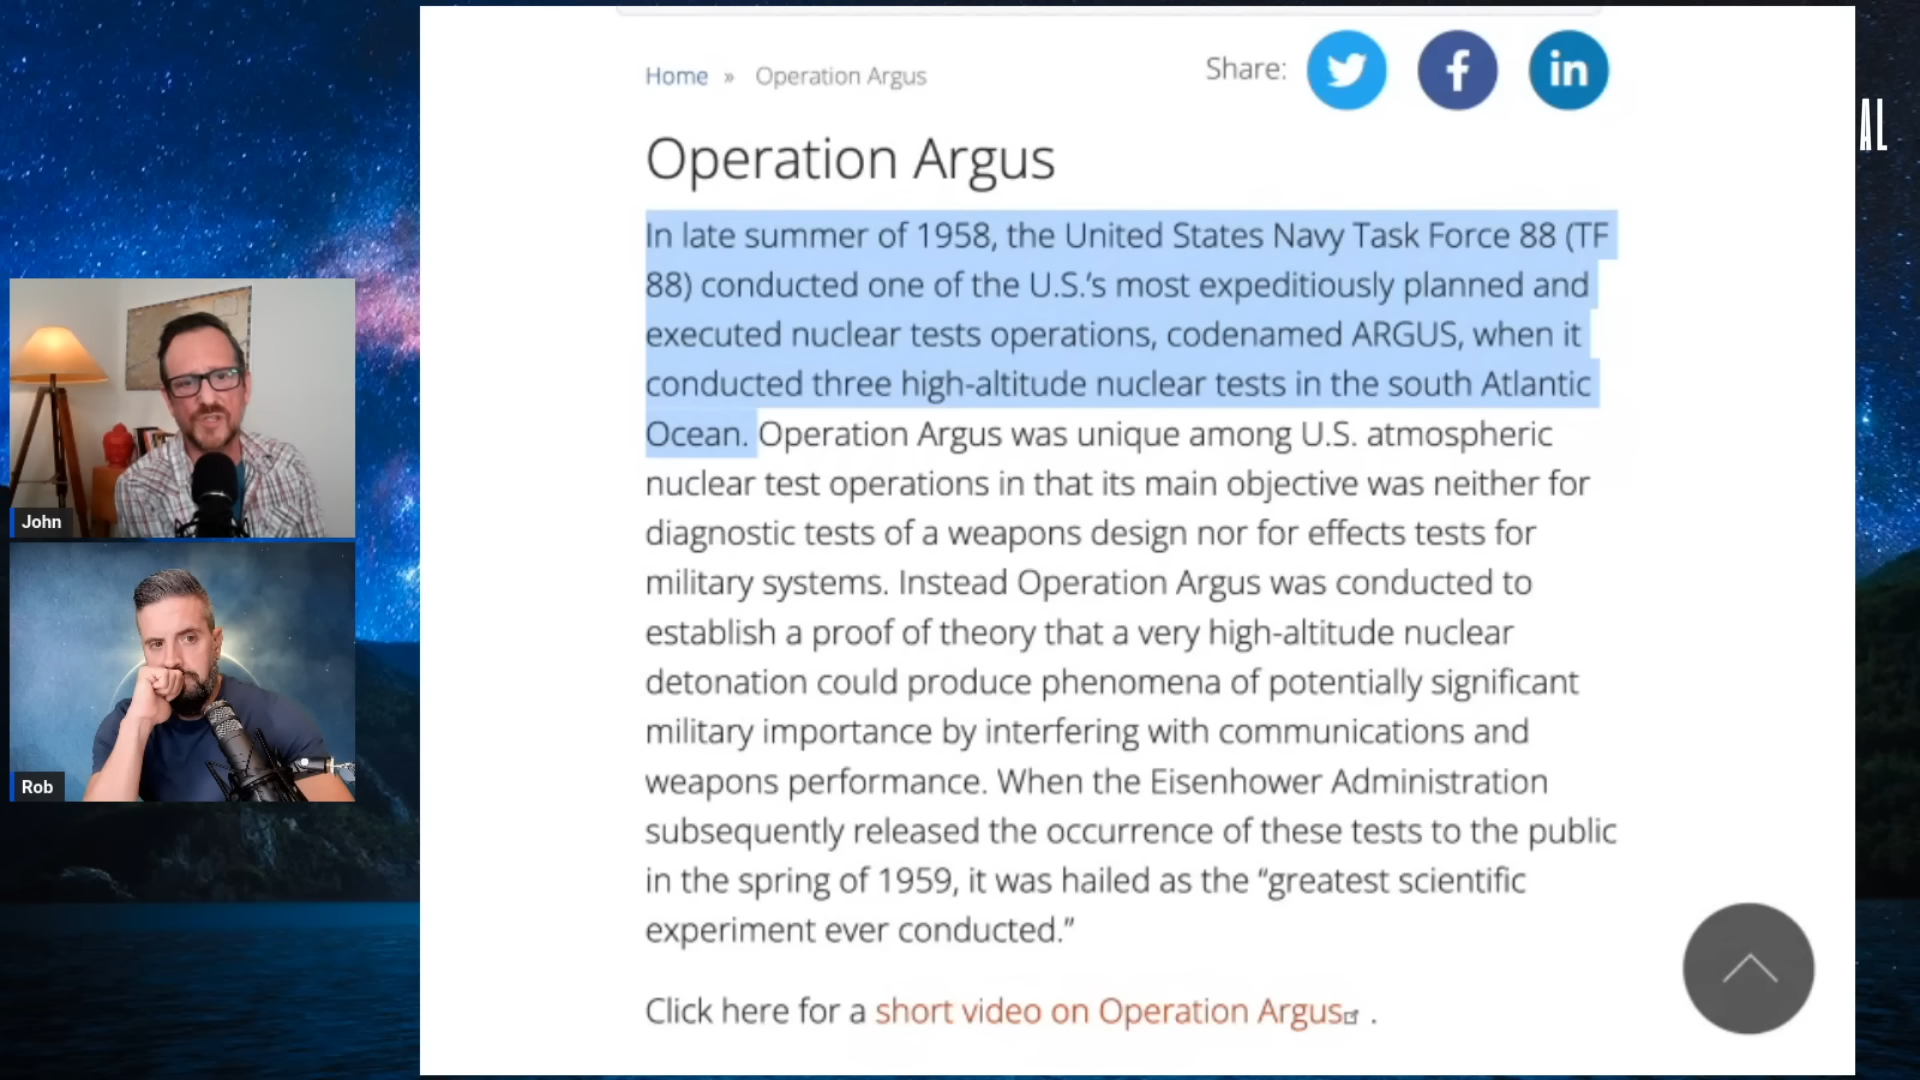 Home » Operation Argus
Share:
in
AL
Operation Argus
In late summer of 1958, the United States Navy Task Force 88 (TF
88) conducted one of the U.S.'s most expeditiously planned and
executed nuclear tests operations, codenamed ARGUS, when it
conducted three high-altitude nuclear tests in the south Atlantic
Ocean. Operation Argus was unique among U.S. atmospheric
nuclear test operations in that its main objective was neither for
diagnostic tests of a weapons design nor for effects tests for
military systems. Instead Operation Argus was conducted to
establish a proof of theory that a very high-altitude nuclear
detonation could produce phenomena of potentially significant
military importance by interfering with communications and
weapons performance. When the Eisenhower Administration
subsequently released the occurrence of these tests to the public
in the spring of 1959, it was hailed as the “greatest scientific
experiment ever conducted.”
Click here for a short video on Operation Argus .
John
Rob